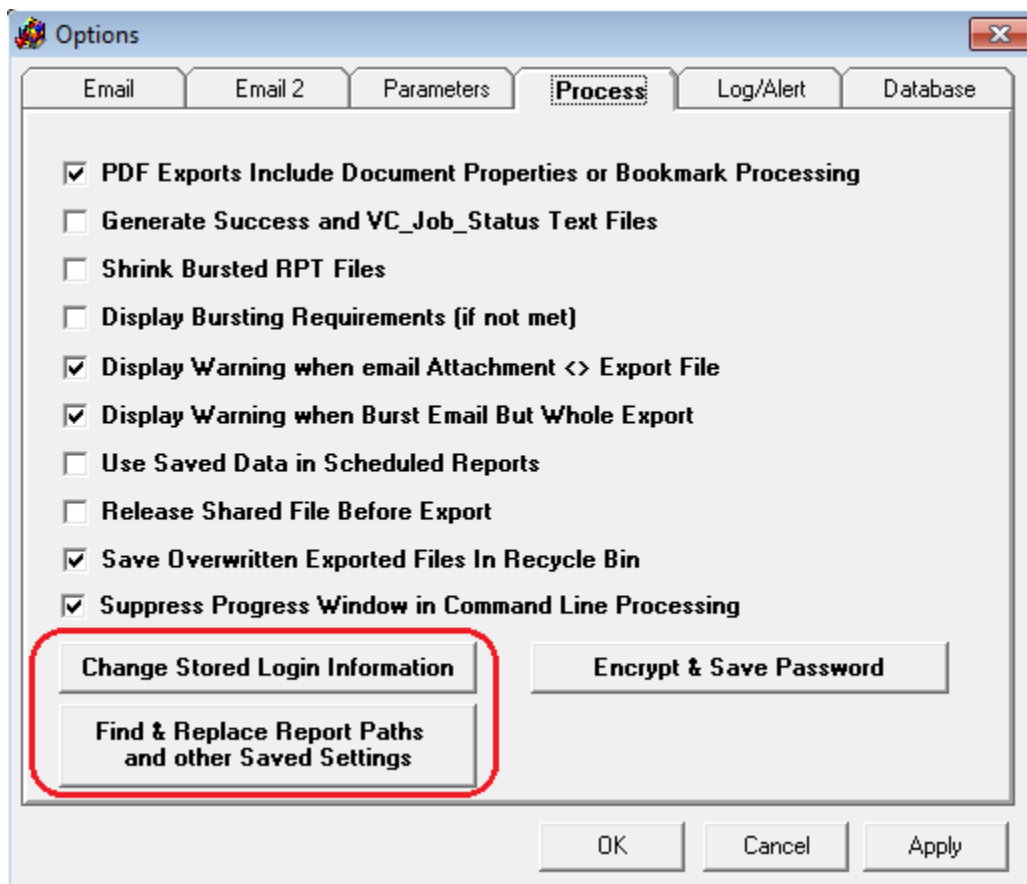 Options
Email
Email 2
Parameters
Process
Log/Alert
Database
PDF Exports Include Document Properties or Bookmark Processing
Generate Success and VC_Job_Status Text Files
Shrink Bursted RPT Files
Display Bursting Requirements (if not met)
Display Warning when email Attachment <> Export File
Display Warning when Burst Email But Whole Export
Use Saved Data in Scheduled Reports
Release Shared File Before Export
Save Overwritten Exported Files In Recycle Bin
Suppress Progress Window in Command Line Processing
Change Stored Login Information
Encrypt & Save Password
Find & Replace Report Paths
and other Saved Settings
OK
Cancel
Apply